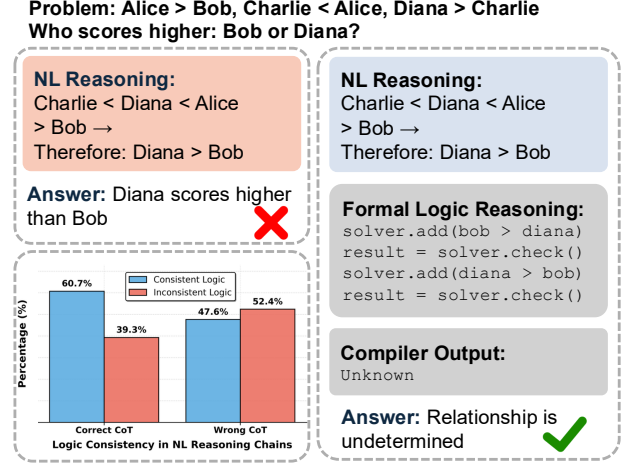 Problem: Alice > Bob, Charlie < Alice, Diana > Charlie
Who scores higher: Bob or Diana?
NL Reasoning:
Charlie < Diana < Alice
> Bob →
Therefore: Diana > Bob
Answer: Diana scores higher
than Bob
Percentage (%)
Consistent Logic
Inconsistent Logic
60.7%
39.3%
47.6%
52.4%
Correct CoT
Wrong CoT
Logic Consistency in NL Reasoning Chains
NL Reasoning:
Charlie < Diana < Alice
> Bob →
Therefore: Diana > Bob
Formal Logic Reasoning:
solver.add(bob > diana)
result = solver.check()
solver.add(diana > bob)
result = solver.check()
Compiler Output:
Unknown
Answer: Relationship is
undetermined